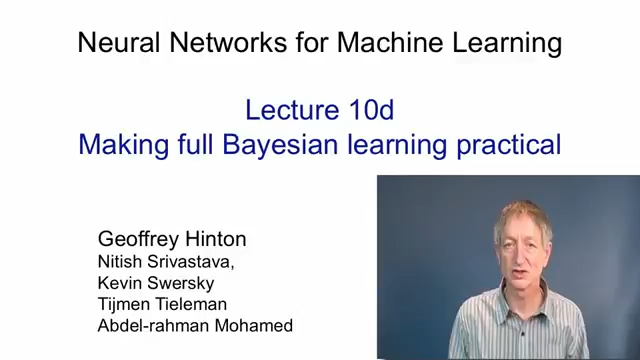 Neural Networks for Machine Learning
Lecture 10d
Making full Bayesian learning practical
Geoffrey Hinton
Nitish Srivastava,
Kevin Swersky
Tijmen Tieleman
Abdel-rahman Mohamed